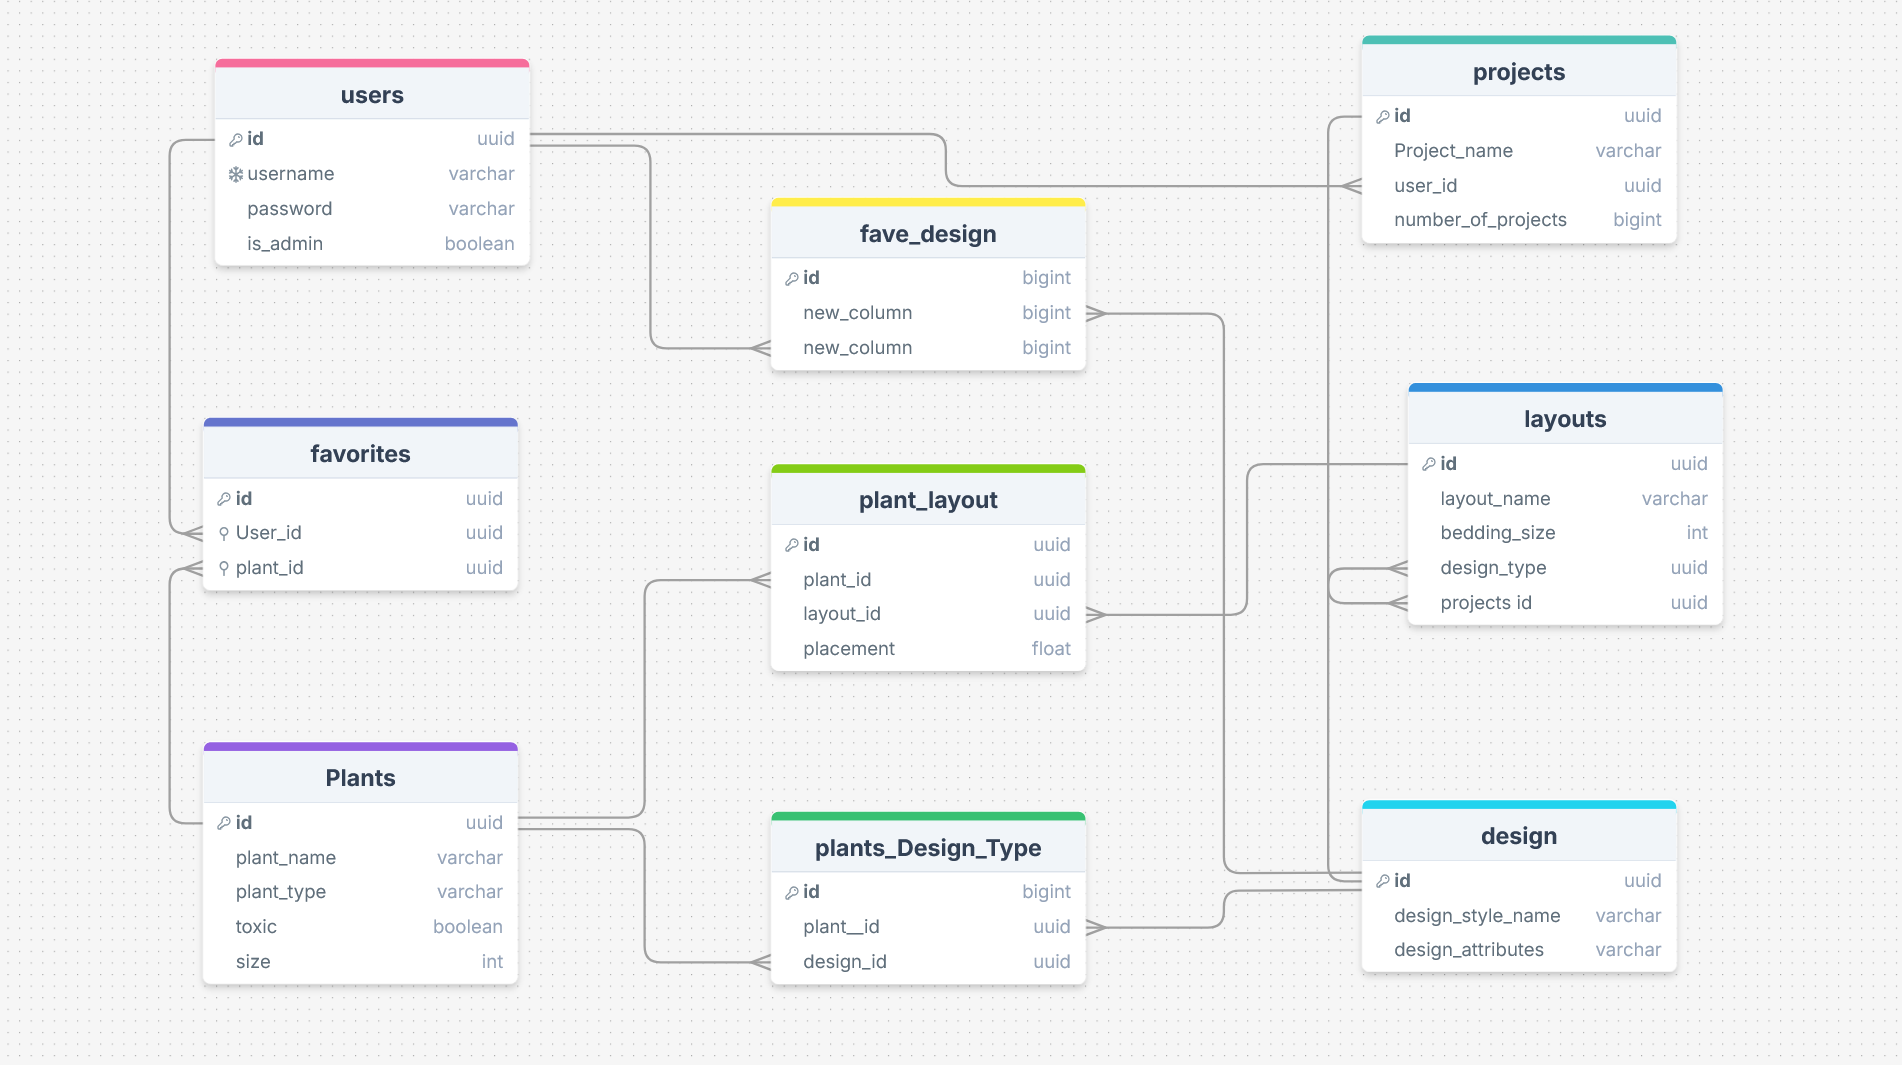 users
id uuid
username varchar
password varchar
is_admin boolean
favorites
id uuid
User_id uuid
plant_id uuid
Plants
id uuid
plant_name varchar
plant_type varchar
toxic boolean
size int
fave_design
id bigint
new_column bigint
new_column bigint
plant_layout
id uuid
plant_id uuid
layout_id uuid
placement float
plants_Design_Type
id bigint
plant__id uuid
design_id uuid
projects
id uuid
Project_name varchar
user_id uuid
number_of_projects bigint
layouts
id uuid
layout_name varchar
bedding_size int
design_type uuid
projects id uuid
design
id uuid
design_style_name varchar
design_attributes varchar